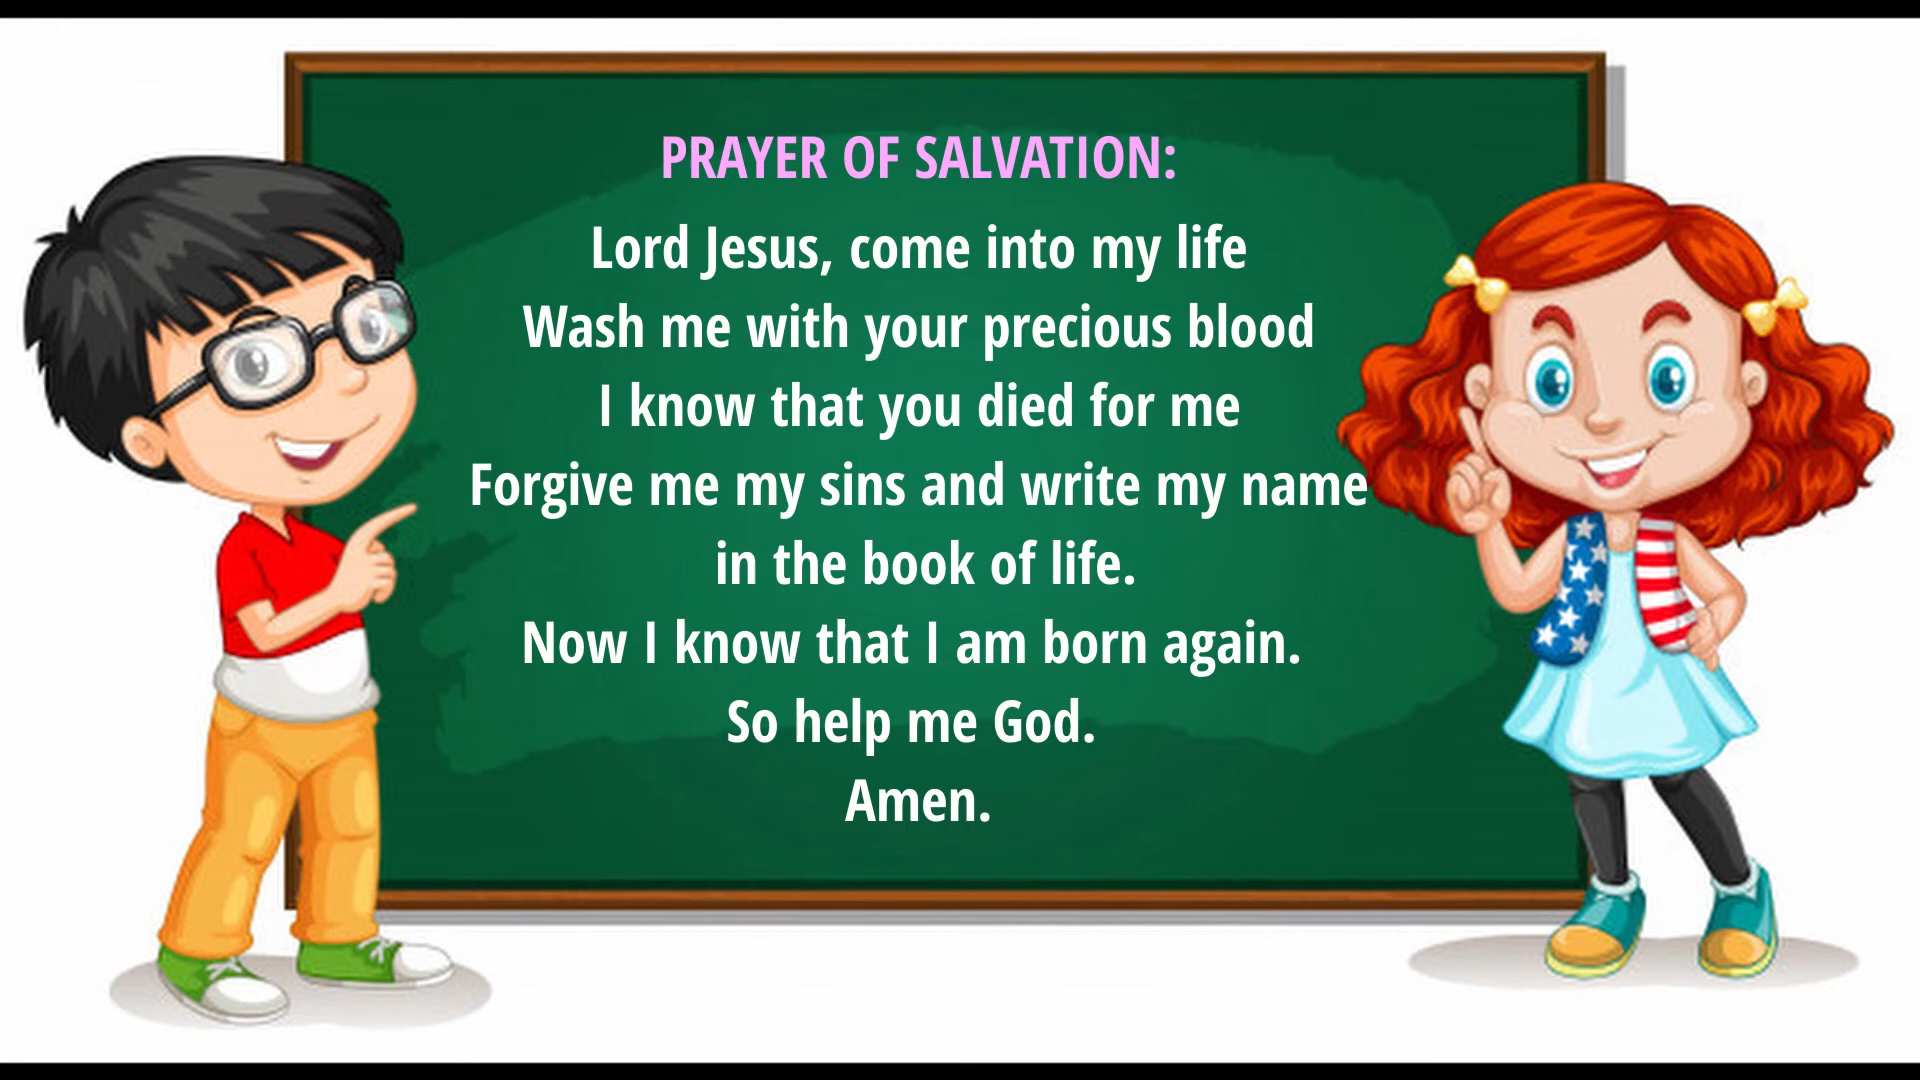 PRAYER OF SALVATION:
Lord Jesus, come into my life
Wash me with your precious blood
I know that you died for me
Forgive me my sins and write my name
in the book of life.
Now I know that I am born again.
So help me God.
Amen.